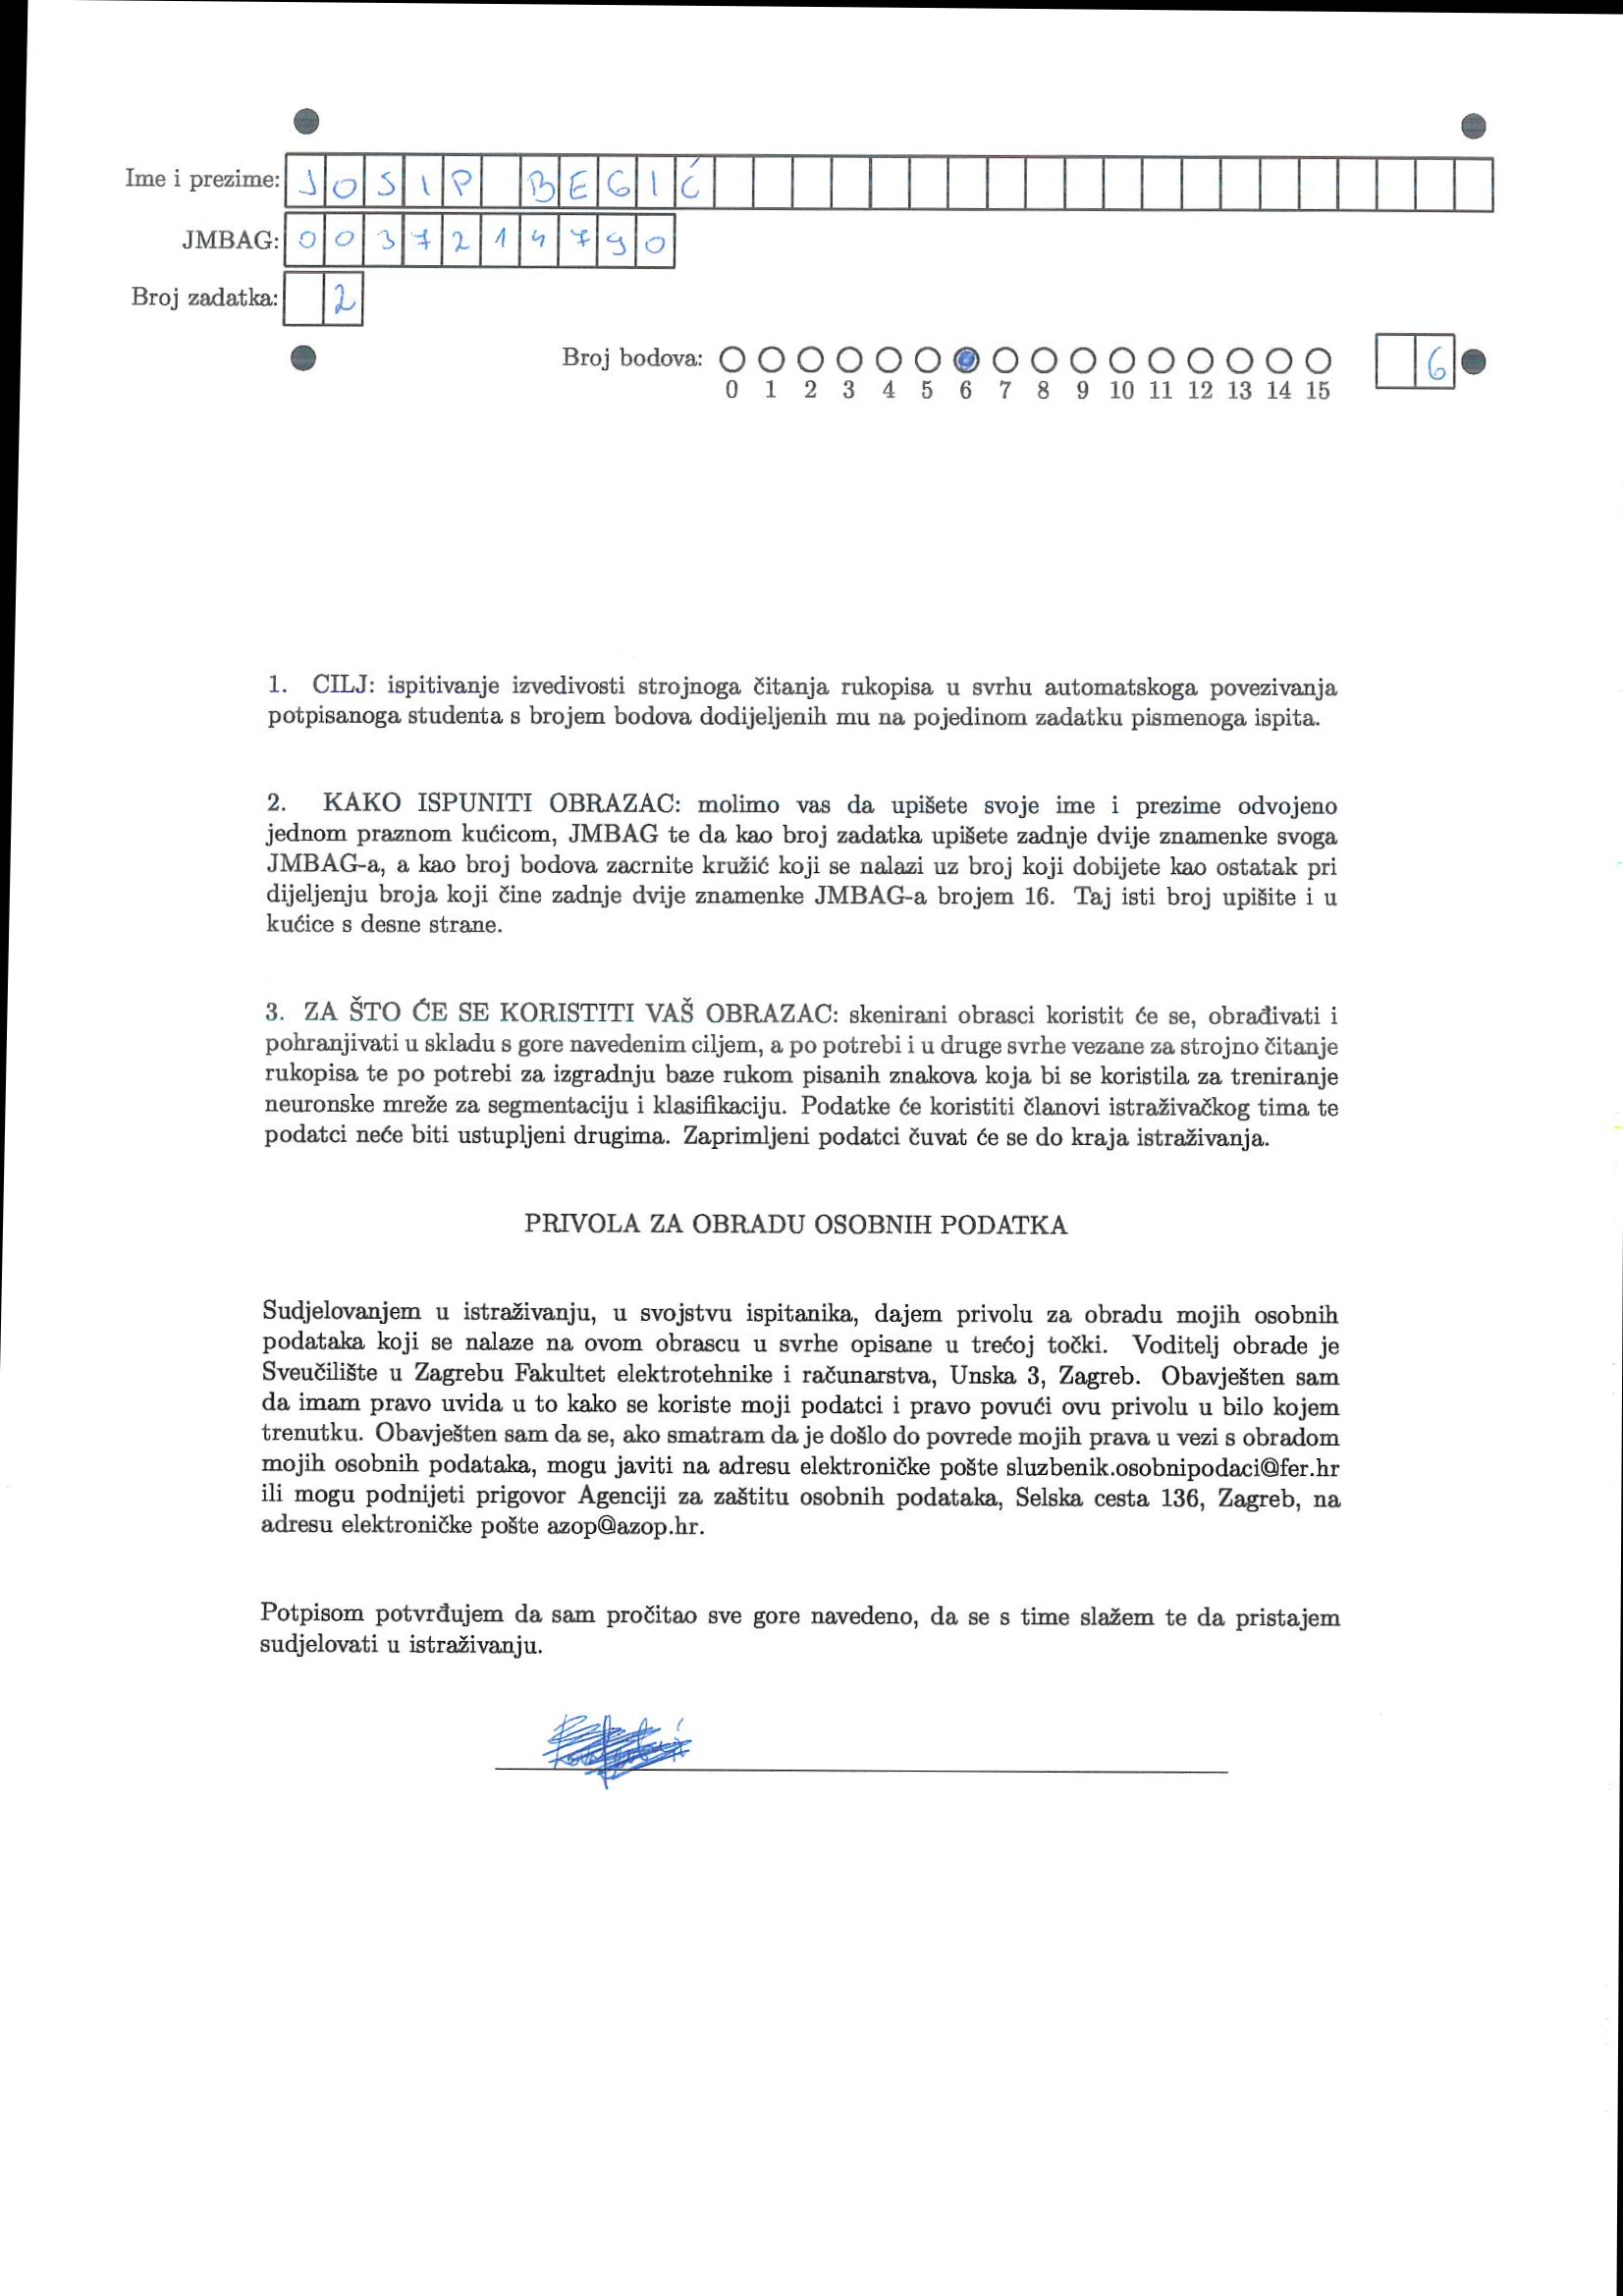 Ime i prezime: JOSIP BEGIĆ
JMBAG: 0037214790
Broj zadatka: 2
Broj bodova: 6
0 1 2 3 4 5 6 7 8 9 10 11 12 13 14 15
1. CILJ: ispitivanje izvedivosti strojnoga čitanja rukopisa u svrhu automatskoga povezivanja
potpisanoga studenta s brojem bodova dodijeljenih mu na pojedinom zadatku pismenoga ispita.
2. KAKO ISPUNITI OBRAZAC: molimo vas da upišete svoje ime i prezime odvojeno
jednom praznom kućicom, JMBAG te da kao broj zadatka upišete zadnje dvije znamenke svoga
JMBAG-a, a kao broj bodova zacrnite kružić koji se nalazi uz broj koji dobijete kao ostatak pri
dijeljenju broja koji čine zadnje dvije znamenke JMBAG-a brojem 16. Taj isti broj upišite i u
kućice s desne strane.
3. ZA ŠTO ĆE SE KORISTITI VAŠ OBRAZAC: skenirani obrasci koristit će se, obrađivati i
pohranjivati u skladu s gore navedenim ciljem, a po potrebi i u druge svrhe vezane za strojno čitanje
rukopisa te po potrebi za izgradnju baze rukom pisanih znakova koja bi se koristila za treniranje
neuronske mreže za segmentaciju i klasifikaciju. Podatke će koristiti članovi istraživačkog tima te
podatci neće biti ustupljeni drugima. Zaprimljeni podatci čuvat će se do kraja istraživanja.
PRIVOLA ZA OBRADU OSOBNIH PODATKA
Sudjelovanjem u istraživanju, u svojstvu ispitanika, dajem privolu za obradu mojih osobnih
podataka koji se nalaze na ovom obrascu u svrhe opisane u trećoj točki. Voditelj obrade je
Sveučilište u Zagrebu Fakultet elektrotehnike i računarstva, Unska 3, Zagreb. Obavješten sam
da imam pravo uvida u to kako se koriste moji podatci i pravo povući ovu privolu u bilo kojem
trenutku. Obavješten sam da se, ako smatram da je došlo do povrede mojih prava u vezi s obradom
mojih osobnih podataka, mogu javiti na adresu elektroničke pošte sluzbenik.osobnipodaci@fer.hr
ili mogu podnijeti prigovor Agenciji za zaštitu osobnih podataka, Selska cesta 136, Zagreb, na
adresu elektroničke pošte azop@azop.hr.
Potpisom potvrđujem da sam pročitao sve gore navedeno, da se s time slažem te da pristajem
sudjelovati u istraživanju.